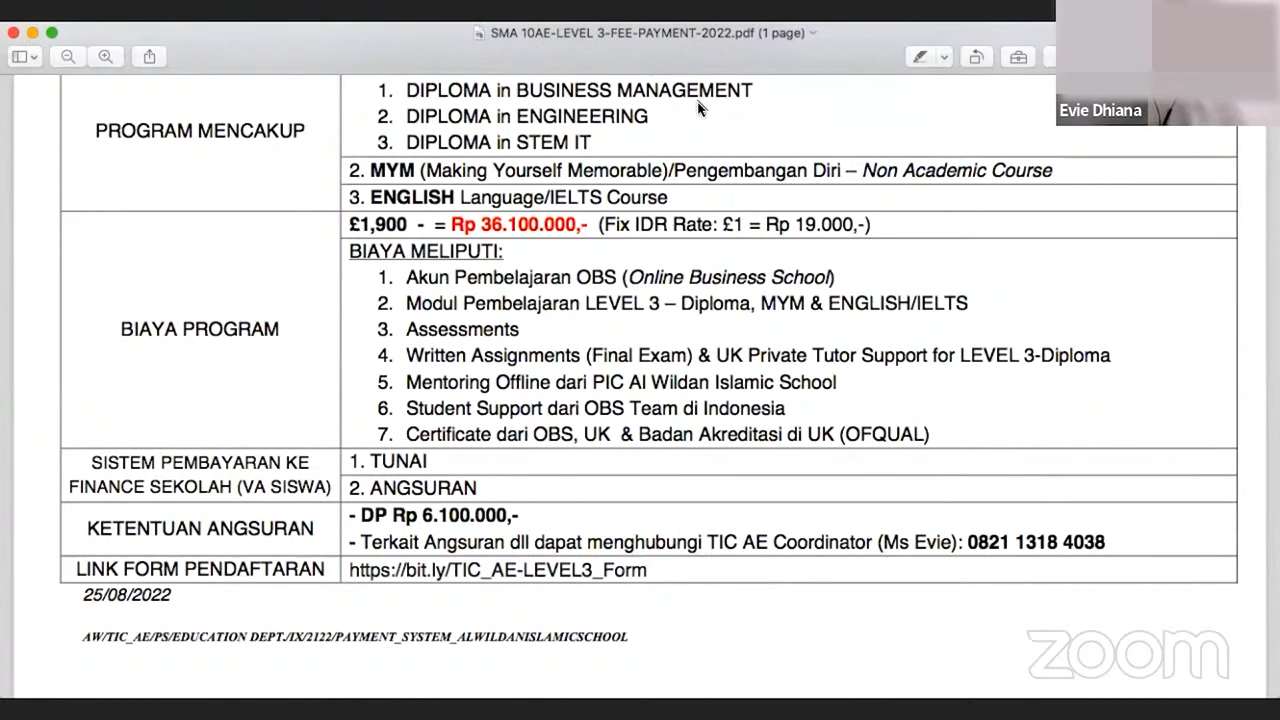 SMA 10AE-LEVEL 3-FEE-PAYMENT-2022.pdf (1 page)
Evie Dhiana
PROGRAM MENCAKUP
1. DIPLOMA in BUSINESS MANAGEMENT
2. DIPLOMA in ENGINEERING
3. DIPLOMA in STEM IT
2. MYM (Making Yourself Memorable)/Pengembangan Diri – Non Academic Course
3. ENGLISH Language/IELTS Course
BIAYA PROGRAM
£1,900 - = Rp 36.100.000,- (Fix IDR Rate: £1 = Rp 19.000,-)
BIAYA MELIPUTI:
1. Akun Pembelajaran OBS (Online Business School)
2. Modul Pembelajaran LEVEL 3 – Diploma, MYM & ENGLISH/IELTS
3. Assessments
4. Written Assignments (Final Exam) & UK Private Tutor Support for LEVEL 3-Diploma
5. Mentoring Offline dari PIC Al Wildan Islamic School
6. Student Support dari OBS Team di Indonesia
7. Certificate dari OBS, UK & Badan Akreditasi di UK (OFQUAL)
SISTEM PEMBAYARAN KE
FINANCE SEKOLAH (VA SISWA)
1. TUNAI
2. ANGSURAN
KETENTUAN ANGSURAN
- DP Rp 6.100.000,-
- Terkait Angsuran dll dapat menghubungi TIC AE Coordinator (Ms Evie): 0821 1318 4038
LINK FORM PENDAFTARAN
https://bit.ly/TIC_AE-LEVEL3_Form
25/08/2022
AW/TIC_AE/PS/EDUCATION DEPT./IX/2122/PAYMENT_SYSTEM_ALWILDANISLAMICSCHOOL
zoom